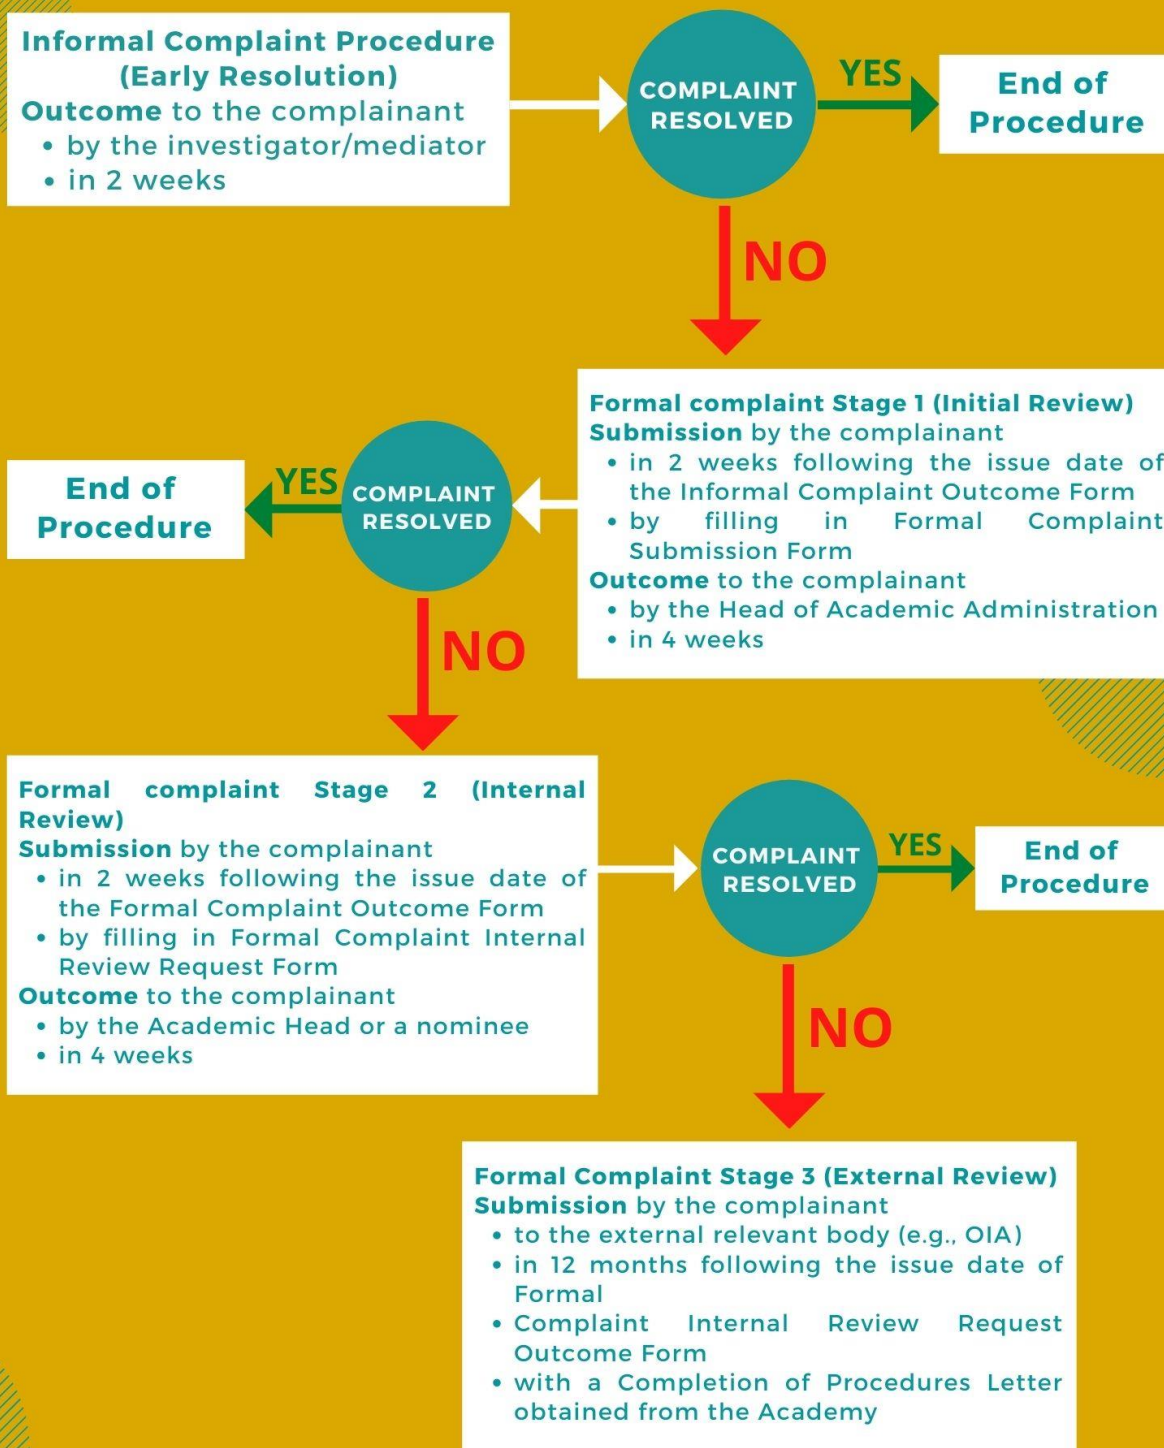 Informal Complaint Procedure
(Early Resolution)
Outcome to the complainant
• by the investigator/mediator
• in 2 weeks
COMPLAINT
RESOLVED
YES
End of
Procedure
NO
Formal complaint Stage 1 (Initial Review)
Submission by the complainant
• in 2 weeks following the issue date of
the Informal Complaint Outcome Form
• by filling in Formal Complaint
Submission Form
Outcome to the complainant
• by the Head of Academic Administration
• in 4 weeks
COMPLAINT
RESOLVED
YES
End of
Procedure
NO
Formal complaint Stage 2 (Internal
Review)
Submission by the complainant
• in 2 weeks following the issue date of
the Formal Complaint Outcome Form
• by filling in Formal Complaint Internal
Review Request Form
Outcome to the complainant
• by the Academic Head or a nominee
• in 4 weeks
COMPLAINT
RESOLVED
YES
End of
Procedure
NO
Formal Complaint Stage 3 (External Review)
Submission by the complainant
• to the external relevant body (e.g., OIA)
• in 12 months following the issue date of
Formal
• Complaint Internal Review Request
Outcome Form
• with a Completion of Procedures Letter
obtained from the Academy